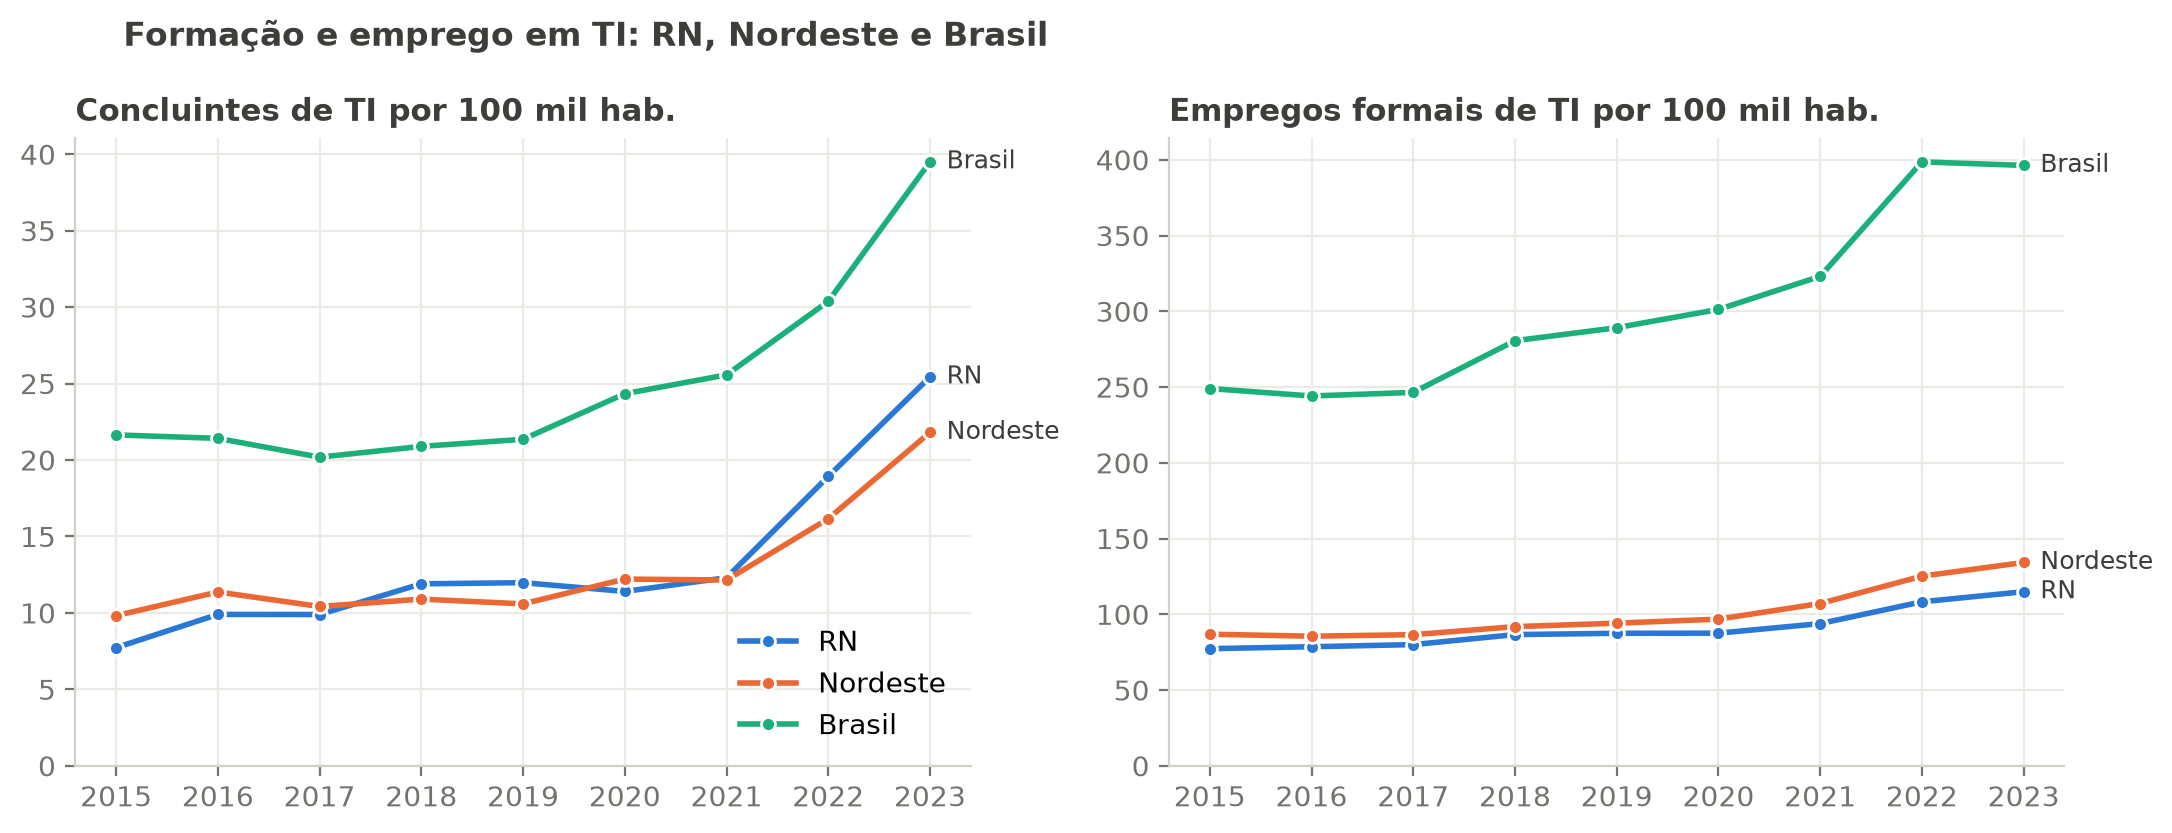 Formação e emprego em TI: RN, Nordeste e Brasil
Concluintes de TI por 100 mil hab.
40
35
30
25
20
15
10
5
0
2015 2016 2017 2018 2019 2020 2021 2022 2023
Brasil
RN
Nordeste
RN
Nordeste
Brasil
Empregos formais de TI por 100 mil hab.
400
350
300
250
200
150
100
50
0
2015 2016 2017 2018 2019 2020 2021 2022 2023
Brasil
Nordeste
RN